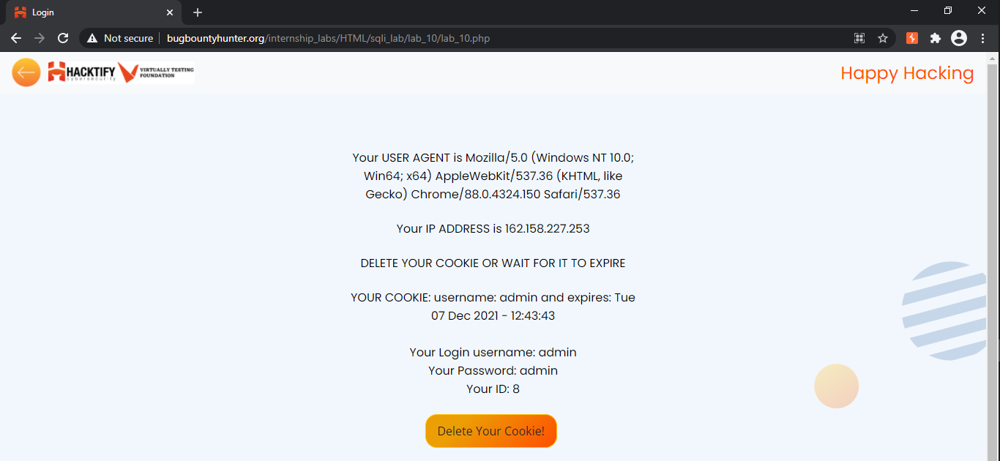 Login
Not secure
bugbountyhunter.org/internship_labs/HTML/sqli_lab/lab_10/lab_10.php
HACKTIFY
cybersecurity
VIRTUALLY TESTING
FOUNDATION
Happy Hacking
Your USER AGENT is Mozilla/5.0 (Windows NT 10.0;
Win64; x64) AppleWebKit/537.36 (KHTML, like
Gecko) Chrome/88.0.4324.150 Safari/537.36
Your IP ADDRESS is 162.158.227.253
DELETE YOUR COOKIE OR WAIT FOR IT TO EXPIRE
YOUR COOKIE: username: admin and expires: Tue
07 Dec 2021 - 12:43:43
Your Login username: admin
Your Password: admin
Your ID: 8
Delete Your Cookie!